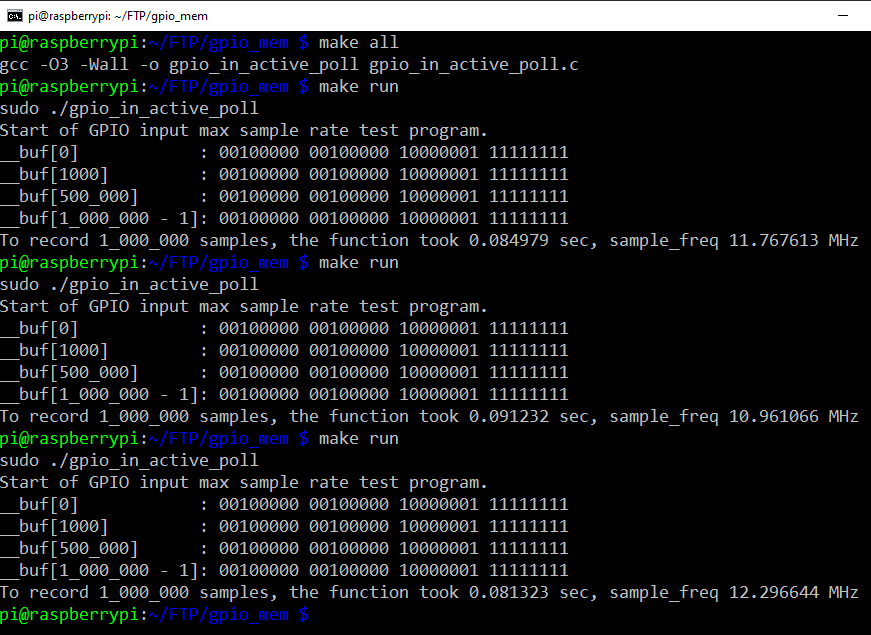 pi@raspberrypi: ~/FTP/gpio_mem
pi@raspberrypi:~/FTP/gpio_mem $ make all
gcc -O3 -Wall -o gpio_in_active_poll gpio_in_active_poll.c
pi@raspberrypi:~/FTP/gpio_mem $ make run
sudo ./gpio_in_active_poll
Start of GPIO input max sample rate test program.
__buf[0]            : 00100000 00100000 10000001 11111111
__buf[1000]         : 00100000 00100000 10000001 11111111
__buf[500_000]      : 00100000 00100000 10000001 11111111
__buf[1_000_000 - 1]: 00100000 00100000 10000001 11111111
To record 1_000_000 samples, the function took 0.084979 sec, sample_freq 11.767613 MHz
pi@raspberrypi:~/FTP/gpio_mem $ make run
sudo ./gpio_in_active_poll
Start of GPIO input max sample rate test program.
__buf[0]            : 00100000 00100000 10000001 11111111
__buf[1000]         : 00100000 00100000 10000001 11111111
__buf[500_000]      : 00100000 00100000 10000001 11111111
__buf[1_000_000 - 1]: 00100000 00100000 10000001 11111111
To record 1_000_000 samples, the function took 0.091232 sec, sample_freq 10.961066 MHz
pi@raspberrypi:~/FTP/gpio_mem $ make run
sudo ./gpio_in_active_poll
Start of GPIO input max sample rate test program.
__buf[0]            : 00100000 00100000 10000001 11111111
__buf[1000]         : 00100000 00100000 10000001 11111111
__buf[500_000]      : 00100000 00100000 10000001 11111111
__buf[1_000_000 - 1]: 00100000 00100000 10000001 11111111
To record 1_000_000 samples, the function took 0.081323 sec, sample_freq 12.296644 MHz
pi@raspberrypi:~/FTP/gpio_mem $